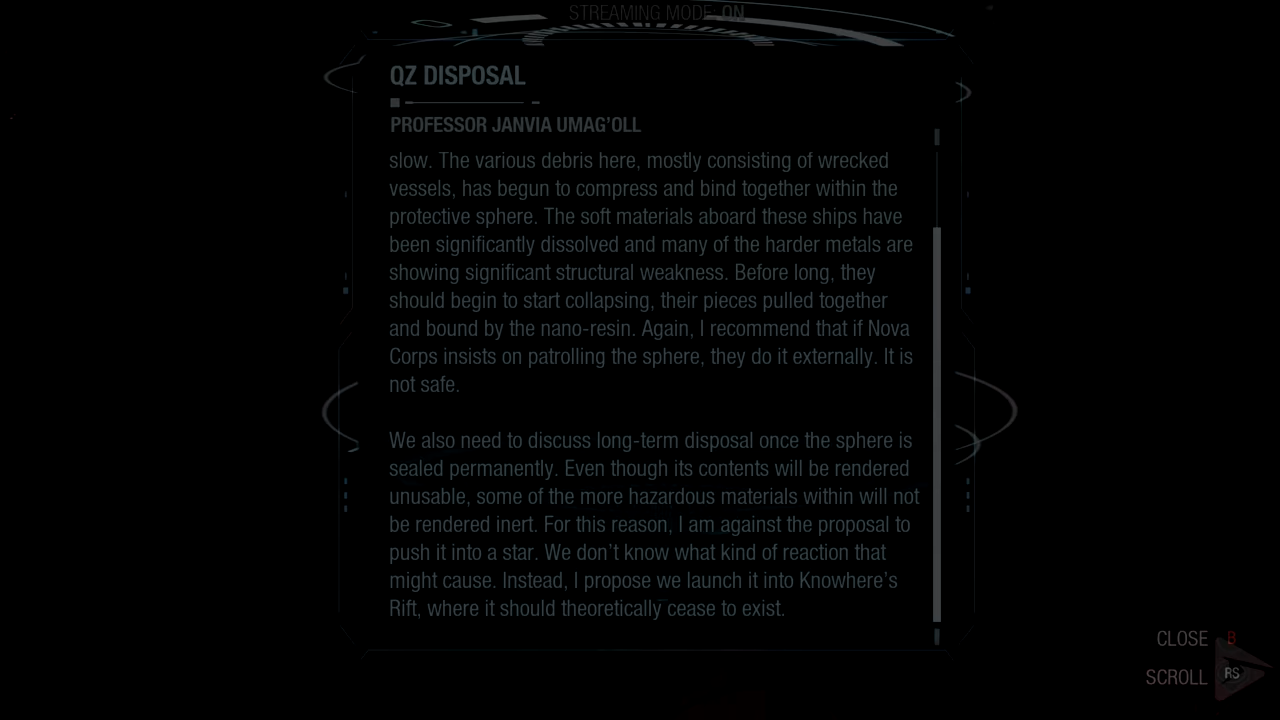 STREAMING MODE: ON
QZ DISPOSAL
PROFESSOR JANVIA UMAG'OLL
slow. The various debris here, mostly consisting of wrecked
vessels, has begun to compress and bind together within the
protective sphere. The soft materials aboard these ships have
been significantly dissolved and many of the harder metals are
showing significant structural weakness. Before long, they
should begin to start collapsing, their pieces pulled together
and bound by the nano-resin. Again, I recommend that if Nova
Corps insists on patrolling the sphere, they do it externally. It is
not safe.
We also need to discuss long-term disposal once the sphere is
sealed permanently. Even though its contents will be rendered
unusable, some of the more hazardous materials within will not
be rendered inert. For this reason, I am against the proposal to
push it into a star. We don't know what kind of reaction that
might cause. Instead, I propose we launch it into Knowhere's
Rift, where it should theoretically cease to exist.
CLOSE B
SCROLL RS